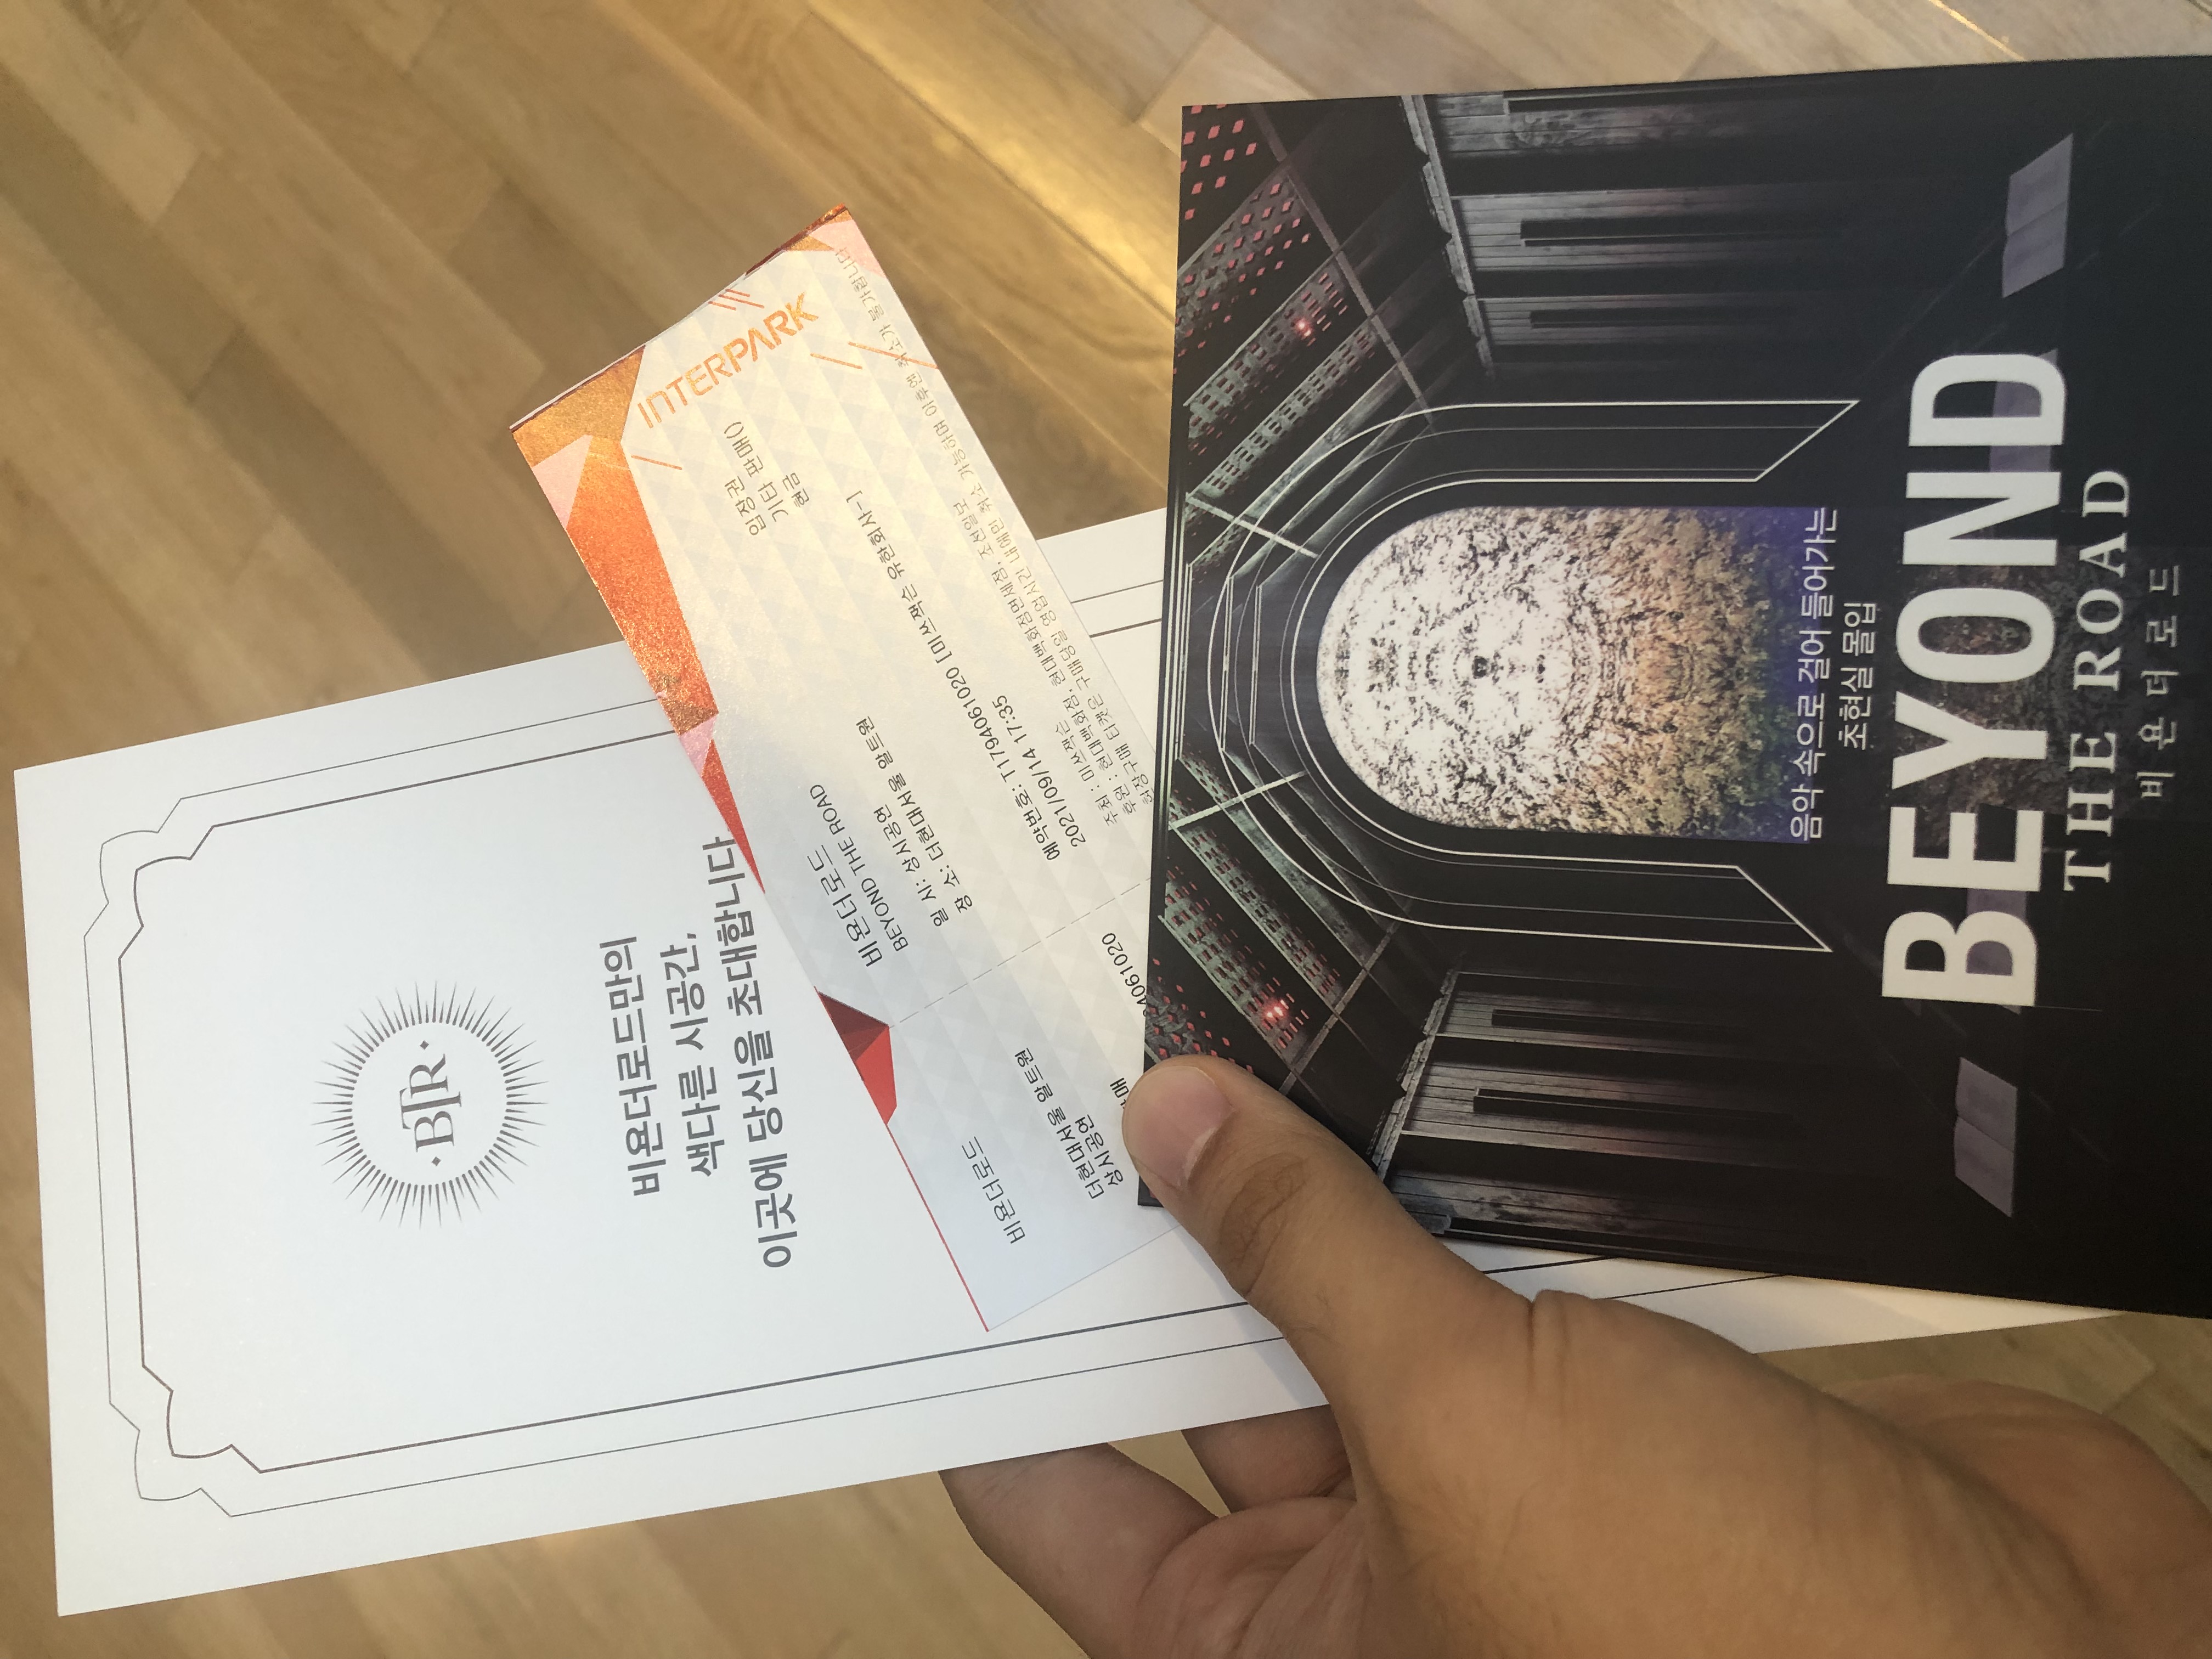 BTR
비욘더로드만의
색다른 시공간,
이곳에 당신을 초대합니다
비욘더로드
더현대서울 알트원
상시공연
매
4061020
비욘더로드
BEYOND THE ROAD
일 시: 상시공연
장 소: 더현대서울 알트원
예약번호: T1794061020 [미쓰잭슨 유한회사-]
2021/09/14 17:35
주최 : 미쓰잭슨
후원 : 현대백화점, 현대백화점면세점, 조선일보
현장구매 티켓은 구매당일 영업시간 내에만 취소 가능하며 이후엔 취소가 불가합니다
입장권
기타 판매()
현금
INTERPARK
음악 속으로 걸어 들어가는
초현실 몰입
BEYOND
THE ROAD
비욘더로드